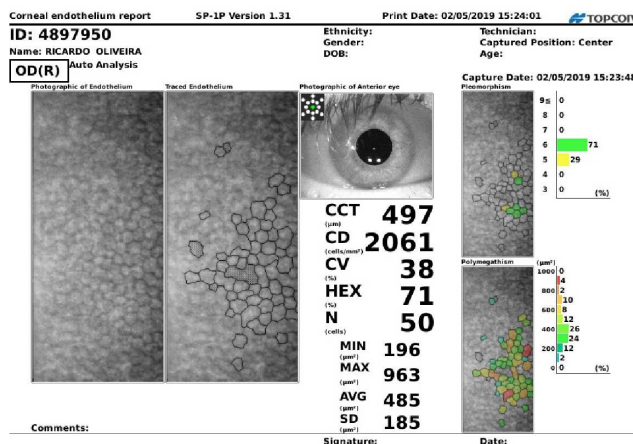 Corneal endothelium report SP-1P Version 1.31 Print Date: 02/05/2019 15:24:01 TOPCON
ID: 4897950
Name: RICARDO OLIVEIRA
OD(R) Auto Analysis
Ethnicity:
Gender:
DOB:
Technician:
Captured Position: Center
Age:
Capture Date: 02/05/2019 15:23:48
Photographic of Endothelium
Traced Endothelium
Photographic of Anterior eye
CCT (μm) 497
CD (cells/mm²) 2061
CV (%) 38
HEX (%) 71
N (cells) 50
MIN (μm²) 196
MAX (μm²) 963
AVG (μm²) 485
SD (μm²) 185
Pleomorphism
9≤ 0
8 0
7 0
6 71
5 29
4 0
3 0 (%)
Polymegathism (μm²)
1000 0
4
800 2
10
600 8
12
400 26
24
200 12
2
0 0 (%)
Comments:
Signature: Date: